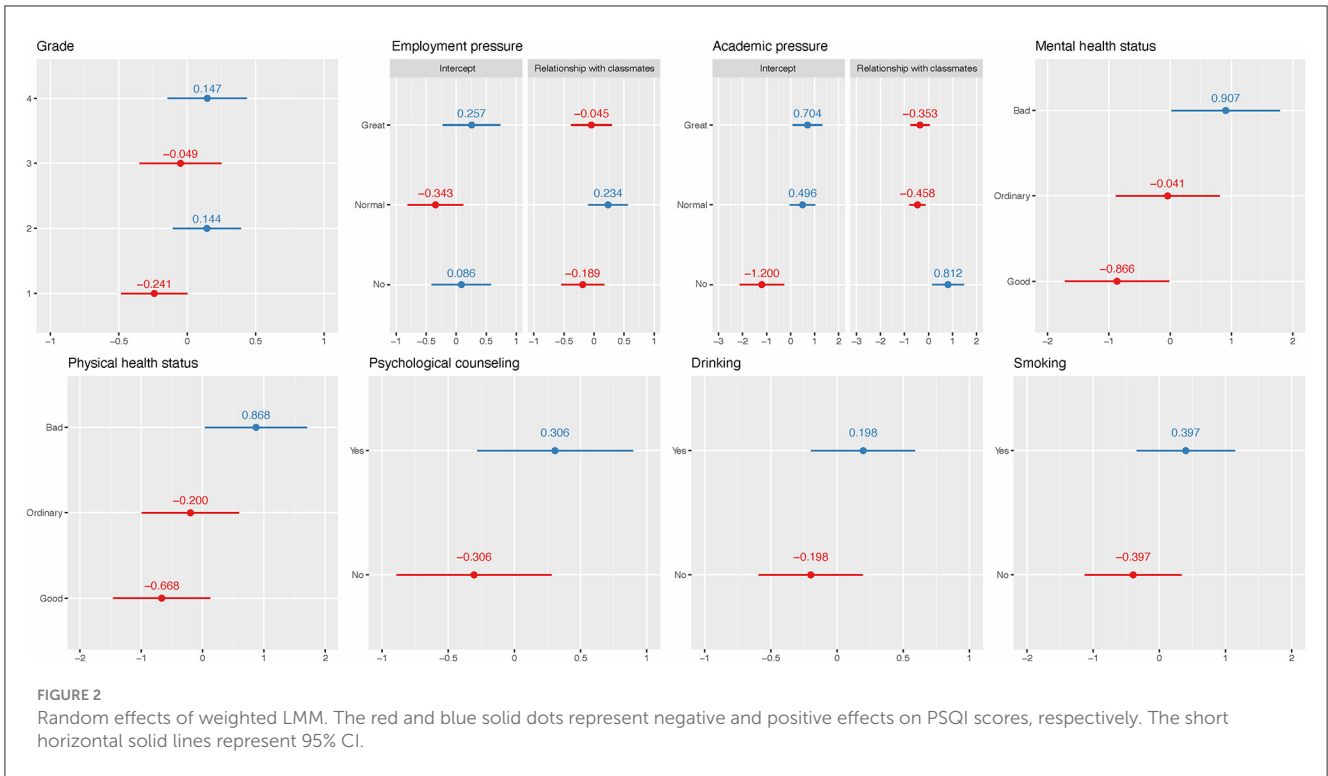 Grade
4
3
2
1
0.147
−0.049
0.144
−0.241
−1 −0.5 0 0.5 1
Employment pressure
Intercept Relationship with classmates
Great
Normal
No
0.257 −0.045
−0.343 0.234
0.086 −0.189
−1 −0.5 0 0.5 1 −1 −0.5 0 0.5 1
Academic pressure
Intercept Relationship with classmates
Great
Normal
No
0.704 −0.353
0.496 −0.458
−1.200 0.812
−3 −2 −1 0 1 2 −3 −2 −1 0 1 2
Mental health status
Bad
Ordinary
Good
0.907
−0.041
−0.866
−2 −1 0 1 2
Physical health status
Bad
Ordinary
Good
0.868
−0.200
−0.668
−2 −1 0 1 2
Psychological counseling
Yes
No
0.306
−0.306
−1 −0.5 0 0.5 1
Drinking
Yes
No
0.198
−0.198
−1 −0.5 0 0.5 1
Smoking
Yes
No
0.397
−0.397
−2 −1 0 1 2
FIGURE 2
Random effects of weighted LMM. The red and blue solid dots represent negative and positive effects on PSQI scores, respectively. The short
horizontal solid lines represent 95% CI.